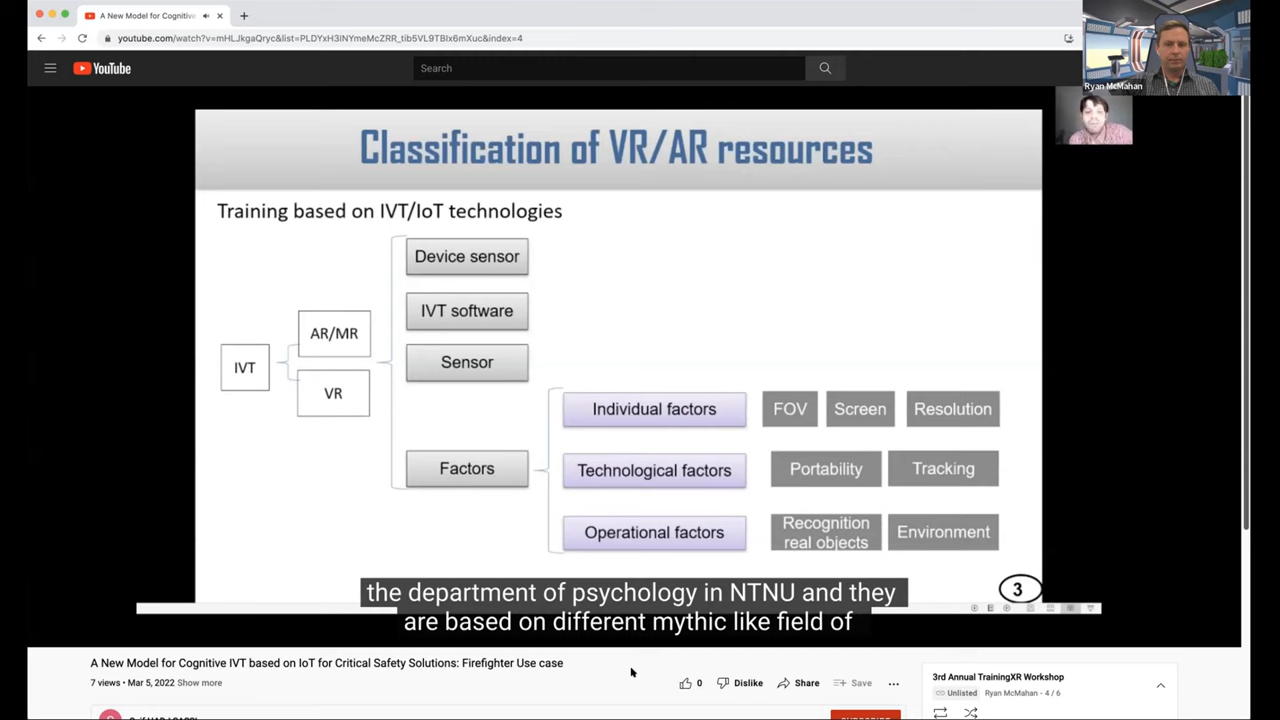 A New Model for Cognitive
youtube.com/watch?v=mHLJkgaQryc&list=PLDYxH3lNYmeMcZRR_tib5VL9TBlx6mXuc&index=4
YouTube
Search
Ryan McMahan
Classification of VR/AR resources
Training based on IVT/IoT technologies
Device sensor
IVT software
AR/MR
Sensor
IVT
VR
Individual factors
FOV
Screen
Resolution
Factors
Technological factors
Portability
Tracking
Operational factors
Recognition
real objects
Environment
3
the department of psychology in NTNU and they
are based on different mythic like field of
A New Model for Cognitive IVT based on IoT for Critical Safety Solutions: Firefighter Use case
7 views • Mar 5, 2022 Show more
0
Dislike
Share
Save
3rd Annual TrainingXR Workshop
Unlisted Ryan McMahan - 4 / 6